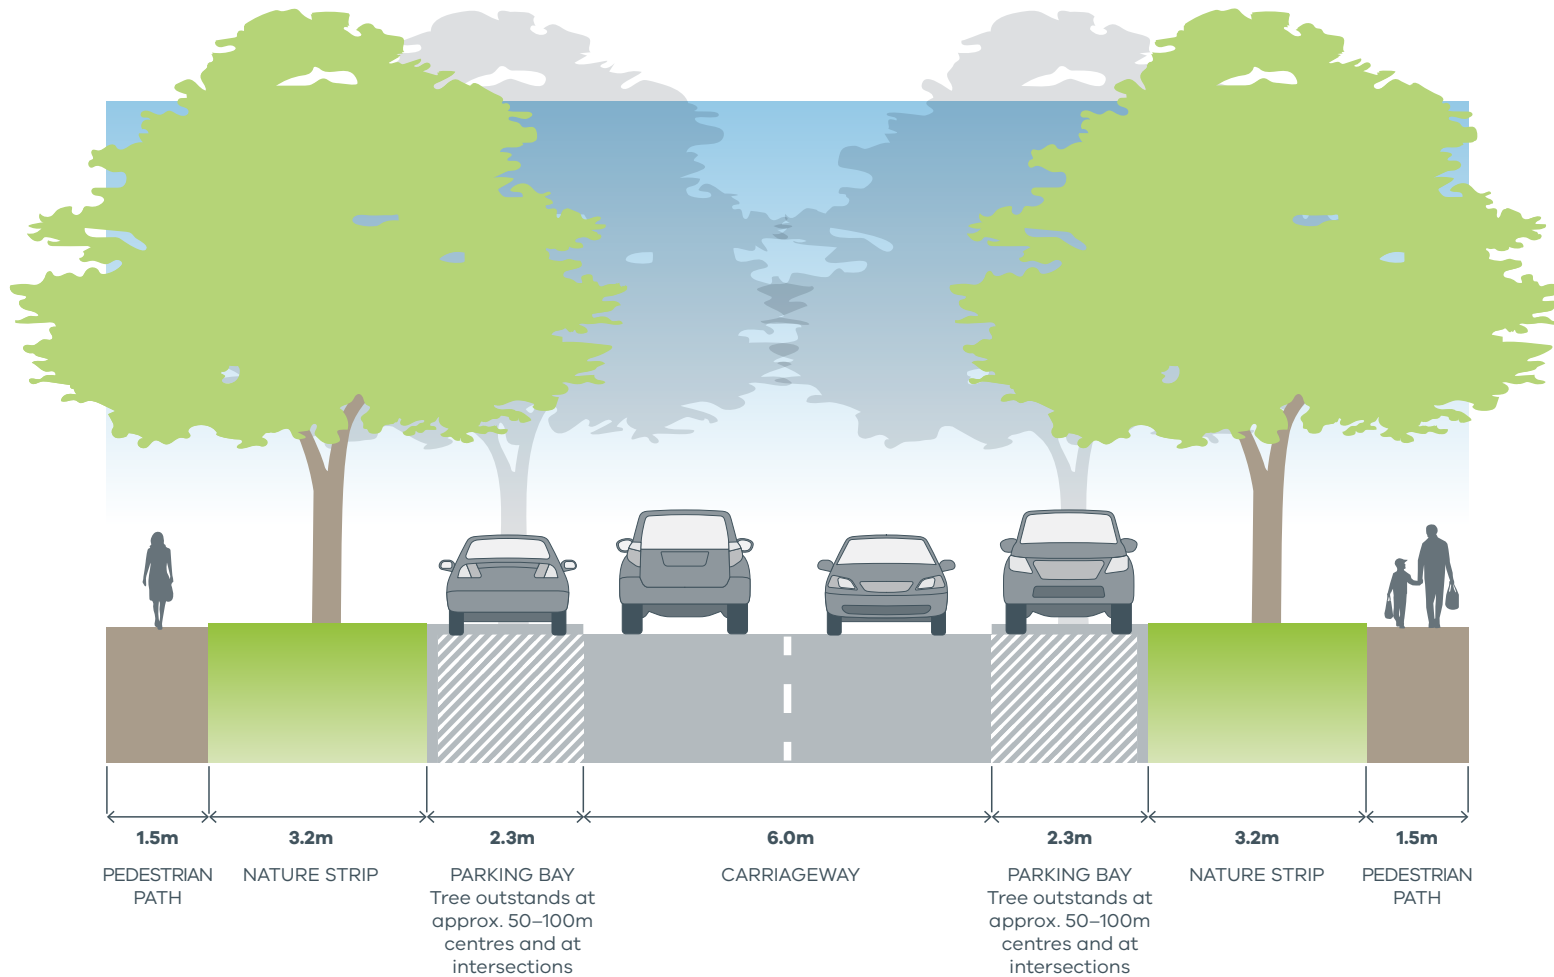 1.5m
3.2m
2.3m
6.0m
2.3m
3.2m
1.5m
PEDESTRIAN
PATH
NATURE STRIP
PARKING BAY
Tree outstands at
approx. 50–100m
centres and at
intersections
CARRIAGEWAY
PARKING BAY
Tree outstands at
approx. 50–100m
centres and at
intersections
NATURE STRIP
PEDESTRIAN
PATH